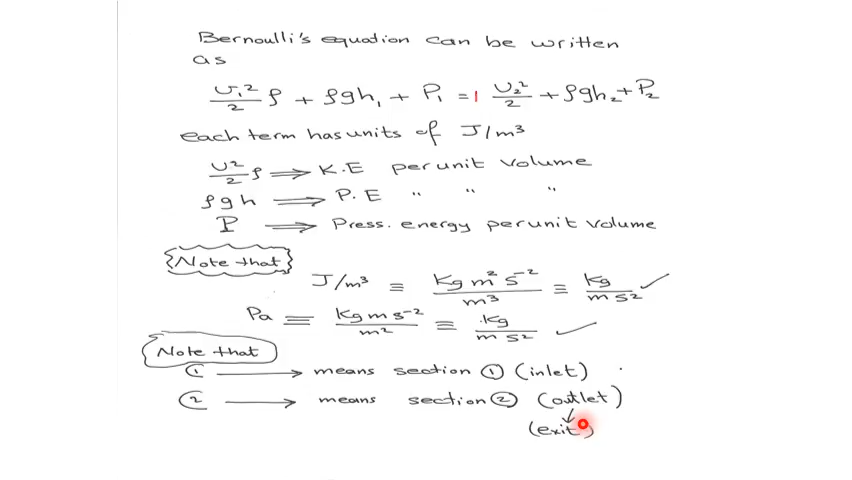 Bernoulli's equation can be written
as
U₁²/2 ρ + ρgh₁ + P₁ = U₂²/2 + ρgh₂ + P₂
each term has units of J/m³
U²/2 ρ ⟹ K.E per unit volume
ρgh ⟹ P.E " " "
P ⟹ Press. energy per unit volume
Note that
J/m³ ≡ Kg m² s⁻²/m³ ≡ kg/m s² ✓
Pa ≡ Kg m s⁻²/m² ≡ kg/m s² ✓
Note that
1 → means section ① (inlet)
2 → means section ② (outlet)
↓
(exit)